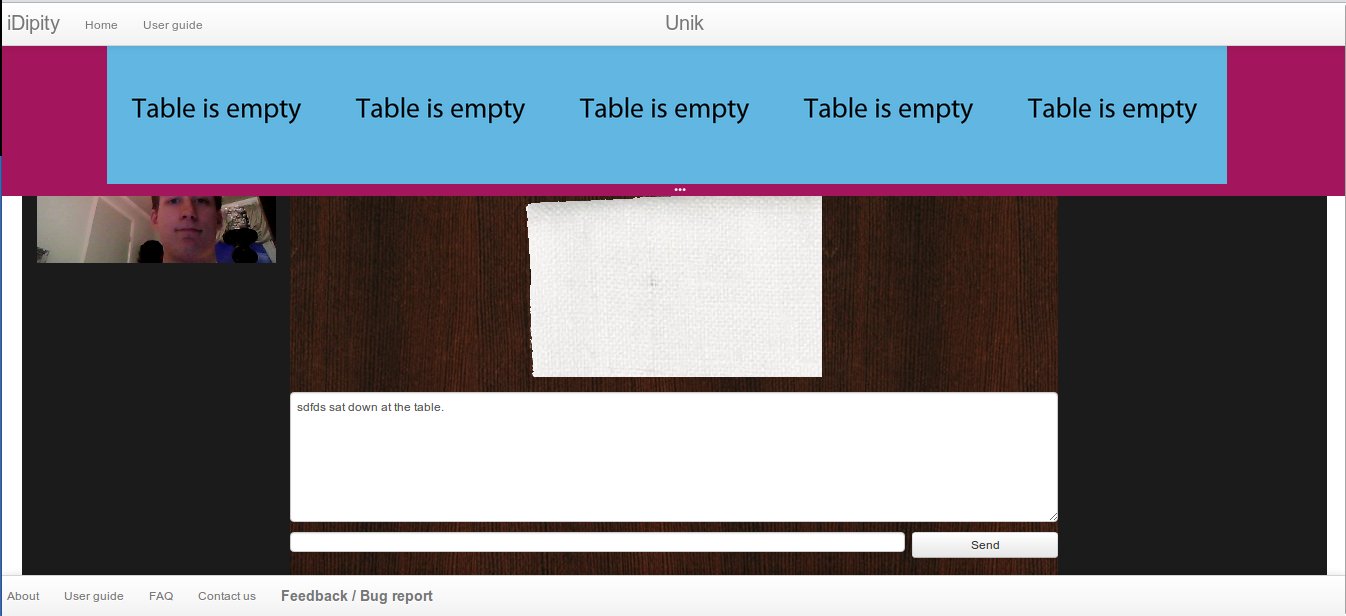 iDipity Home User guide Unik
Table is empty Table is empty Table is empty Table is empty Table is empty
sdfds sat down at the table.
Send
About User guide FAQ Contact us Feedback / Bug report